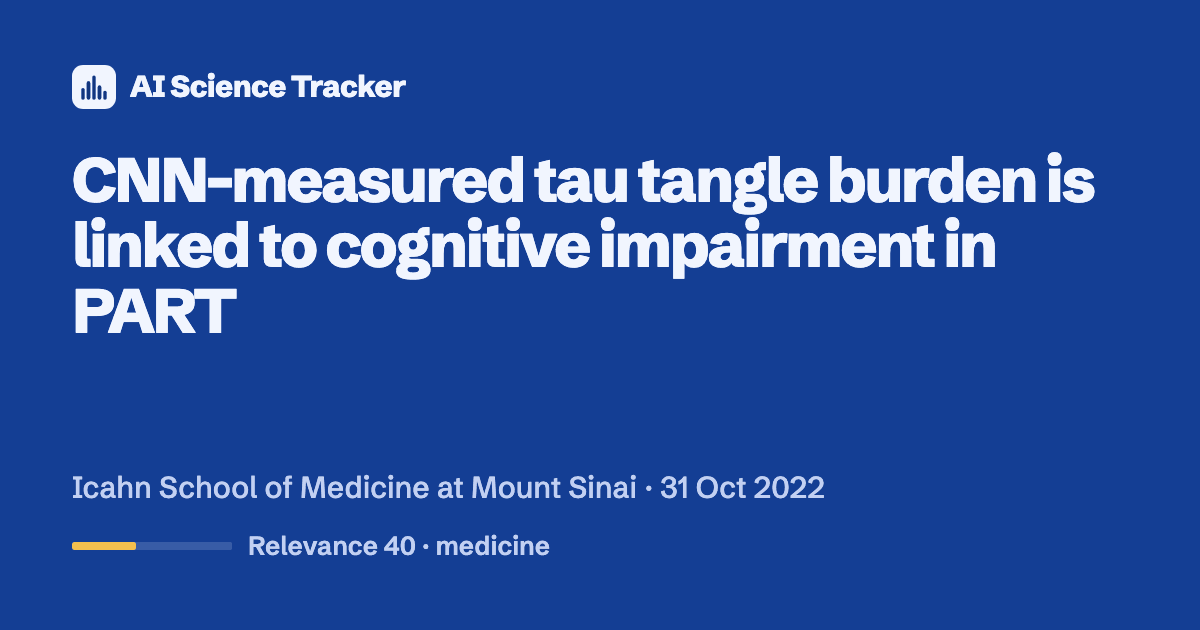 AI Science Tracker
CNN-measured tau tangle burden is
linked to cognitive impairment in
PART
Icahn School of Medicine at Mount Sinai · 31 Oct 2022
Relevance 40 · medicine